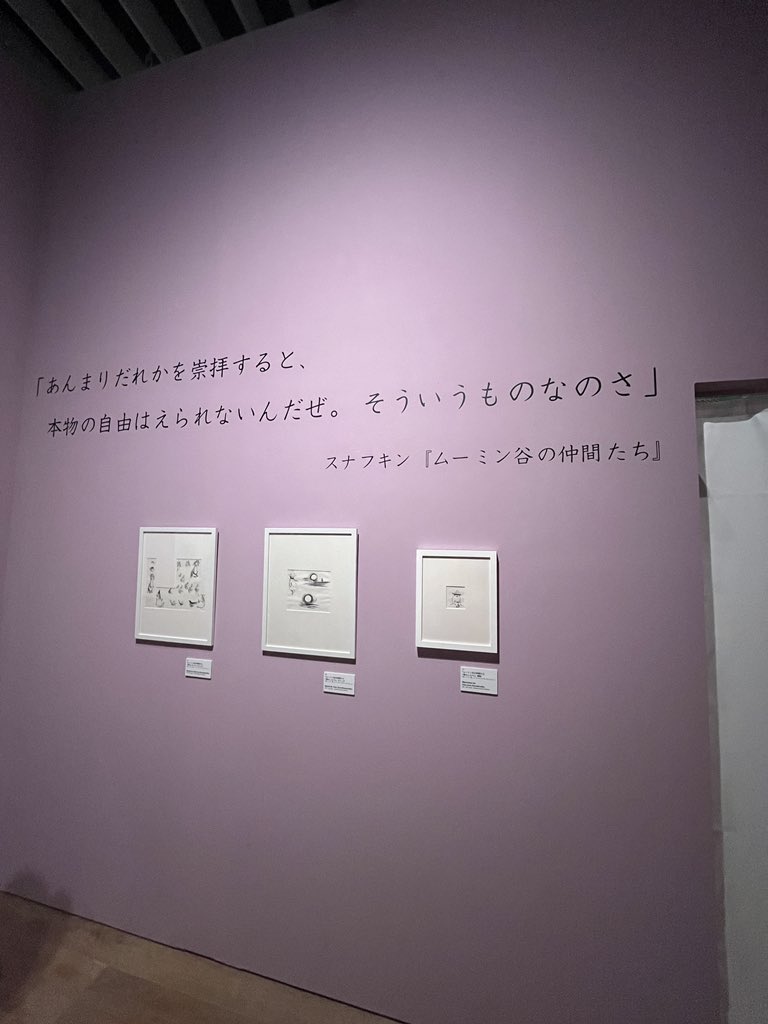 「あんまりだれかを崇拝すると、
本物の自由はえられないんだぜ。 そういうものなのさ」
スナフキン『ムーミン谷の仲間たち』